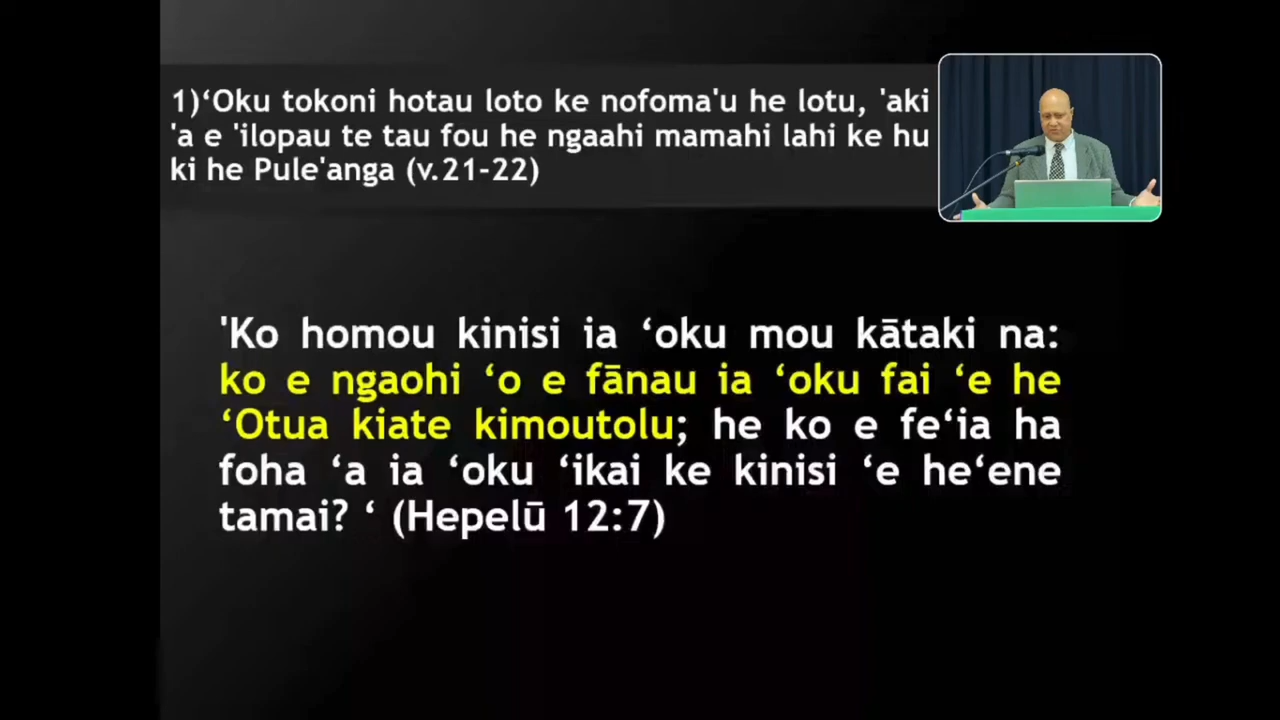 1)‘Oku tokoni hotau loto ke nofoma'u he lotu, 'aki
'a e 'ilopau te tau fou he ngaahi mamahi lahi ke hu
ki he Pule'anga (v.21-22)
'Ko homou kinisi ia ‘oku mou kātaki na:
ko e ngaohi ‘o e fānau ia ‘oku fai ‘e he
‘Otua kiate kimoutolu; he ko e fe‘ia ha
foha ‘a ia ‘oku ‘ikai ke kinisi ‘e he‘ene
tamai? ‘ (Hepelū 12:7)